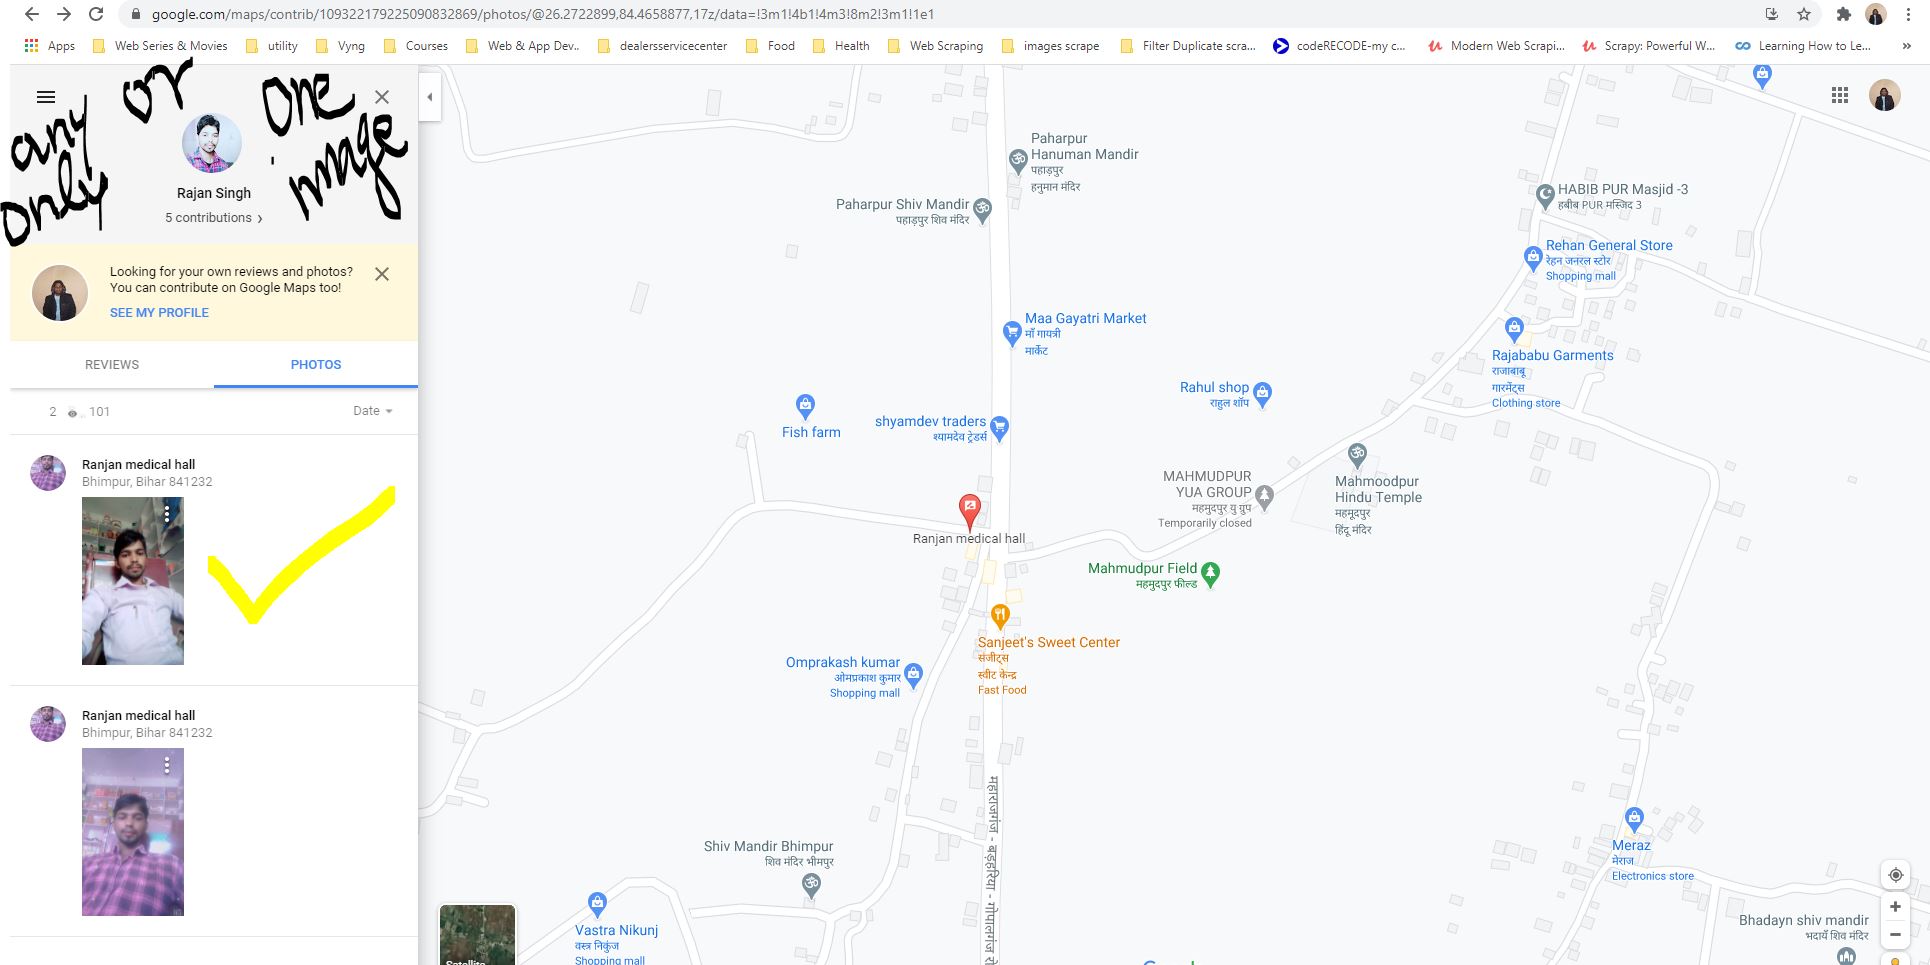 google.com/maps/contrib/109322179225090832869/photos/@26.2722899,84.4658877,17z/data=!3m1!4b1!4m3!8m2!3m1!1e1
Apps Web Series & Movies utility Vyng Courses Web & App Dev.. dealersservicecenter Food Health Web Scraping images scrape Filter Duplicate scra... codeRECODE-my c... Modern Web Scrapi... Scrapy: Powerful W... Learning How to Le... »
any or one
only image
Rajan Singh
5 contributions
Looking for your own reviews and photos?
You can contribute on Google Maps too!
SEE MY PROFILE
REVIEWS PHOTOS
2 101 Date
Ranjan medical hall
Bhimpur, Bihar 841232
Ranjan medical hall
Bhimpur, Bihar 841232
Paharpur
Hanuman Mandir
पहाड़पुर
हनुमान मंदिर
Paharpur Shiv Mandir
पहाड़पुर शिव मंदिर
HABIB PUR Masjid -3
हबीब PUR मस्जिद 3
Rehan General Store
रेहन जनरल स्टोर
Shopping mall
Maa Gayatri Market
माँ गायत्री
मार्केट
Rajababu Garments
राजाबाबू
गारमेंट्स
Clothing store
Rahul shop
राहुल शॉप
Fish farm
shyamdev traders
श्यामदेव ट्रेडर्स
MAHMUDPUR
YUA GROUP
महमुदपुर यु ग्रुप
Temporarily closed
Mahmoodpur
Hindu Temple
महमूदपुर
हिंदू मंदिर
Ranjan medical hall
Mahmudpur Field
महमुदपुर फील्ड
Sanjeet's Sweet Center
संजीट्स
स्वीट केन्द्र
Fast Food
Omprakash kumar
ओमप्रकाश कुमार
Shopping mall
महाराजगंज - बड़हरिया - गोपालगंज रो
Shiv Mandir Bhimpur
शिव मंदिर भीमपुर
Meraz
मेराज
Electronics store
Vastra Nikunj
वस्त्र निकुंज
Shopping mall
Bhadayn shiv mandir
भदायेँ शिव मंदिर
Satellite
Google